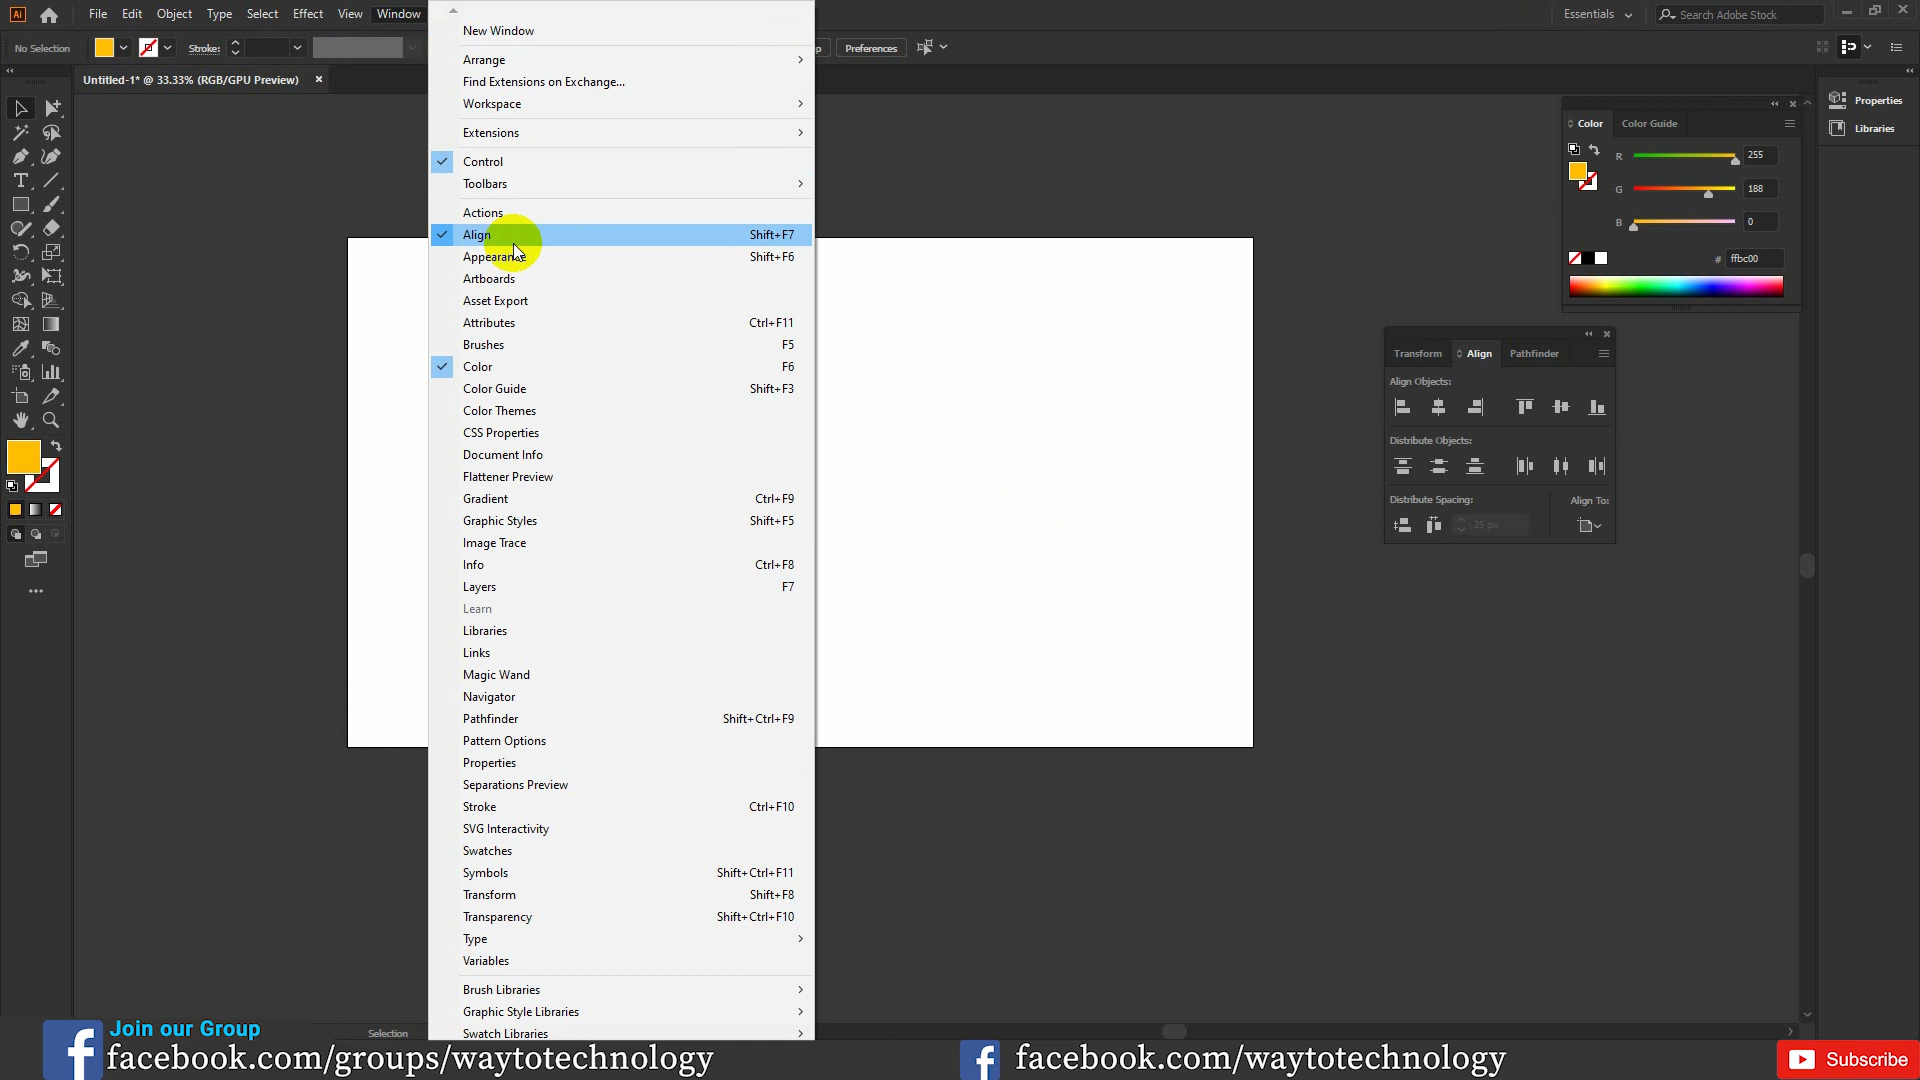 Ai File Edit Object Type Select Effect View Window
Essentials Search Adobe Stock
No Selection Stroke: Preferences
Untitled-1* @ 33.33% (RGB/GPU Preview)
New Window
Arrange
Find Extensions on Exchange...
Workspace
Extensions
Control
Toolbars
Actions
Align Shift+F7
Appearance Shift+F6
Artboards
Asset Export
Attributes Ctrl+F11
Brushes F5
Color F6
Color Guide Shift+F3
Color Themes
CSS Properties
Document Info
Flattener Preview
Gradient Ctrl+F9
Graphic Styles Shift+F5
Image Trace
Info Ctrl+F8
Layers F7
Learn
Libraries
Links
Magic Wand
Navigator
Pathfinder Shift+Ctrl+F9
Pattern Options
Properties
Separations Preview
Stroke Ctrl+F10
SVG Interactivity
Swatches
Symbols Shift+Ctrl+F11
Transform Shift+F8
Transparency Shift+Ctrl+F10
Type
Variables
Brush Libraries
Graphic Style Libraries
Swatch Libraries
Color Color Guide
R 255
G 188
B 0
# ffbc00
Properties
Libraries
Transform Align Pathfinder
Align Objects:
Distribute Objects:
Distribute Spacing: Align To:
25 px
Selection
Join our Group
facebook.com/groups/waytotechnology
facebook.com/waytotechnology
Subscribe